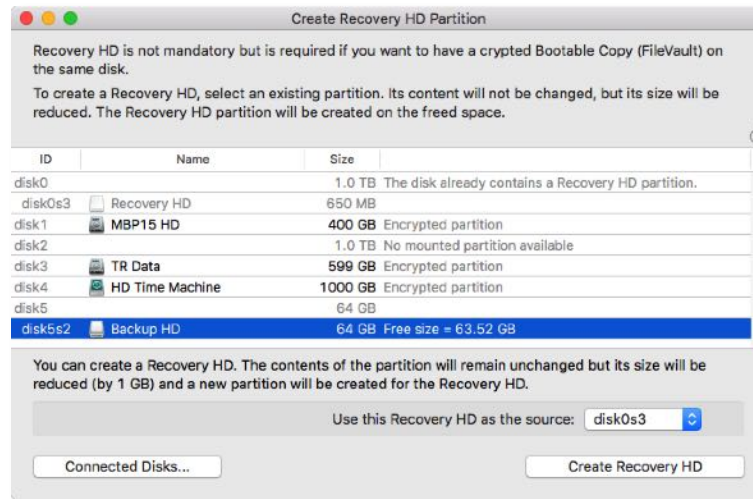 Create Recovery HD Partition
Recovery HD is not mandatory but is required if you want to have a crypted Bootable Copy (FileVault) on
the same disk.
To create a Recovery HD, select an existing partition. Its content will not be changed, but its size will be
reduced. The Recovery HD partition will be created on the freed space.
ID Name Size
disk0 1.0 TB The disk already contains a Recovery HD partition.
disk0s3 Recovery HD 650 MB
disk1 MBP15 HD 400 GB Encrypted partition
disk2 1.0 TB No mounted partition available
disk3 TR Data 599 GB Encrypted partition
disk4 HD Time Machine 1000 GB Encrypted partition
disk5 64 GB
disk5s2 Backup HD 64 GB Free size = 63.52 GB
You can create a Recovery HD. The contents of the partition will remain unchanged but its size will be
reduced (by 1 GB) and a new partition will be created for the Recovery HD.
Use this Recovery HD as the source: disk0s3
Connected Disks... Create Recovery HD